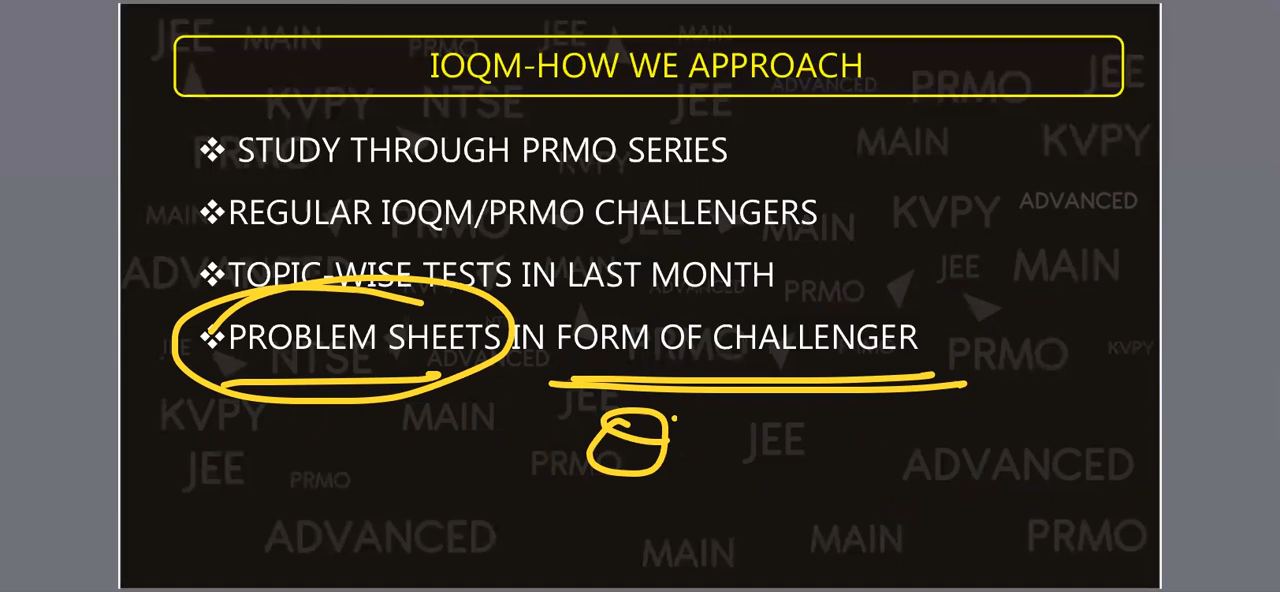 IOQM-HOW WE APPROACH
❖ STUDY THROUGH PRMO SERIES
❖REGULAR IOQM/PRMO CHALLENGERS
❖TOPIC-WISE TESTS IN LAST MONTH
❖PROBLEM SHEETS IN FORM OF CHALLENGER